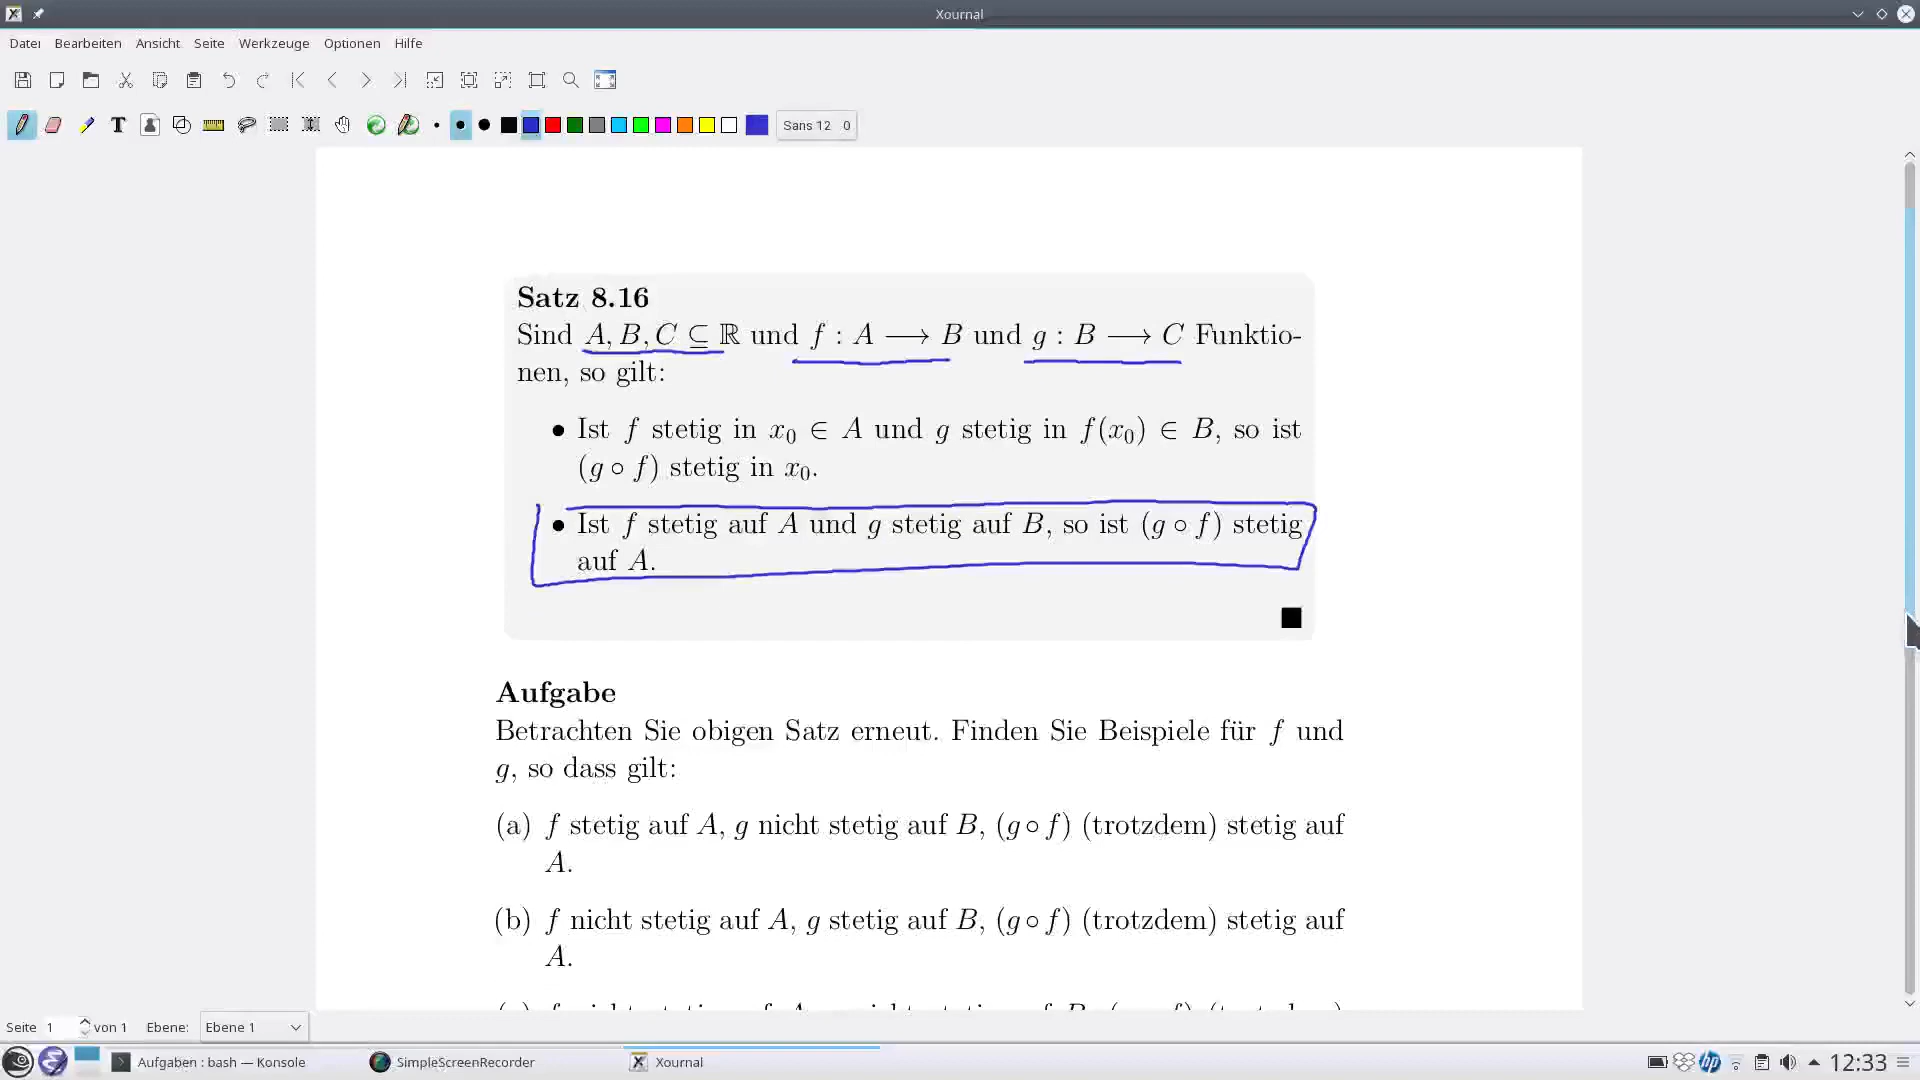 Xournal
Datei Bearbeiten Ansicht Seite Werkzeuge Optionen Hilfe
T Sans 12 0
Satz 8.16
Sind A, B, C ⊆ ℝ und f : A ⟶ B und g : B ⟶ C Funktio-
nen, so gilt:
• Ist f stetig in x₀ ∈ A und g stetig in f(x₀) ∈ B, so ist
(g ∘ f) stetig in x₀.
• Ist f stetig auf A und g stetig auf B, so ist (g ∘ f) stetig
auf A.
Aufgabe
Betrachten Sie obigen Satz erneut. Finden Sie Beispiele für f und
g, so dass gilt:
(a) f stetig auf A, g nicht stetig auf B, (g ∘ f) (trotzdem) stetig auf
A.
(b) f nicht stetig auf A, g stetig auf B, (g ∘ f) (trotzdem) stetig auf
A.
Seite 1 von 1 Ebene: Ebene 1
Aufgaben : bash — Konsole SimpleScreenRecorder Xournal hp 12:33